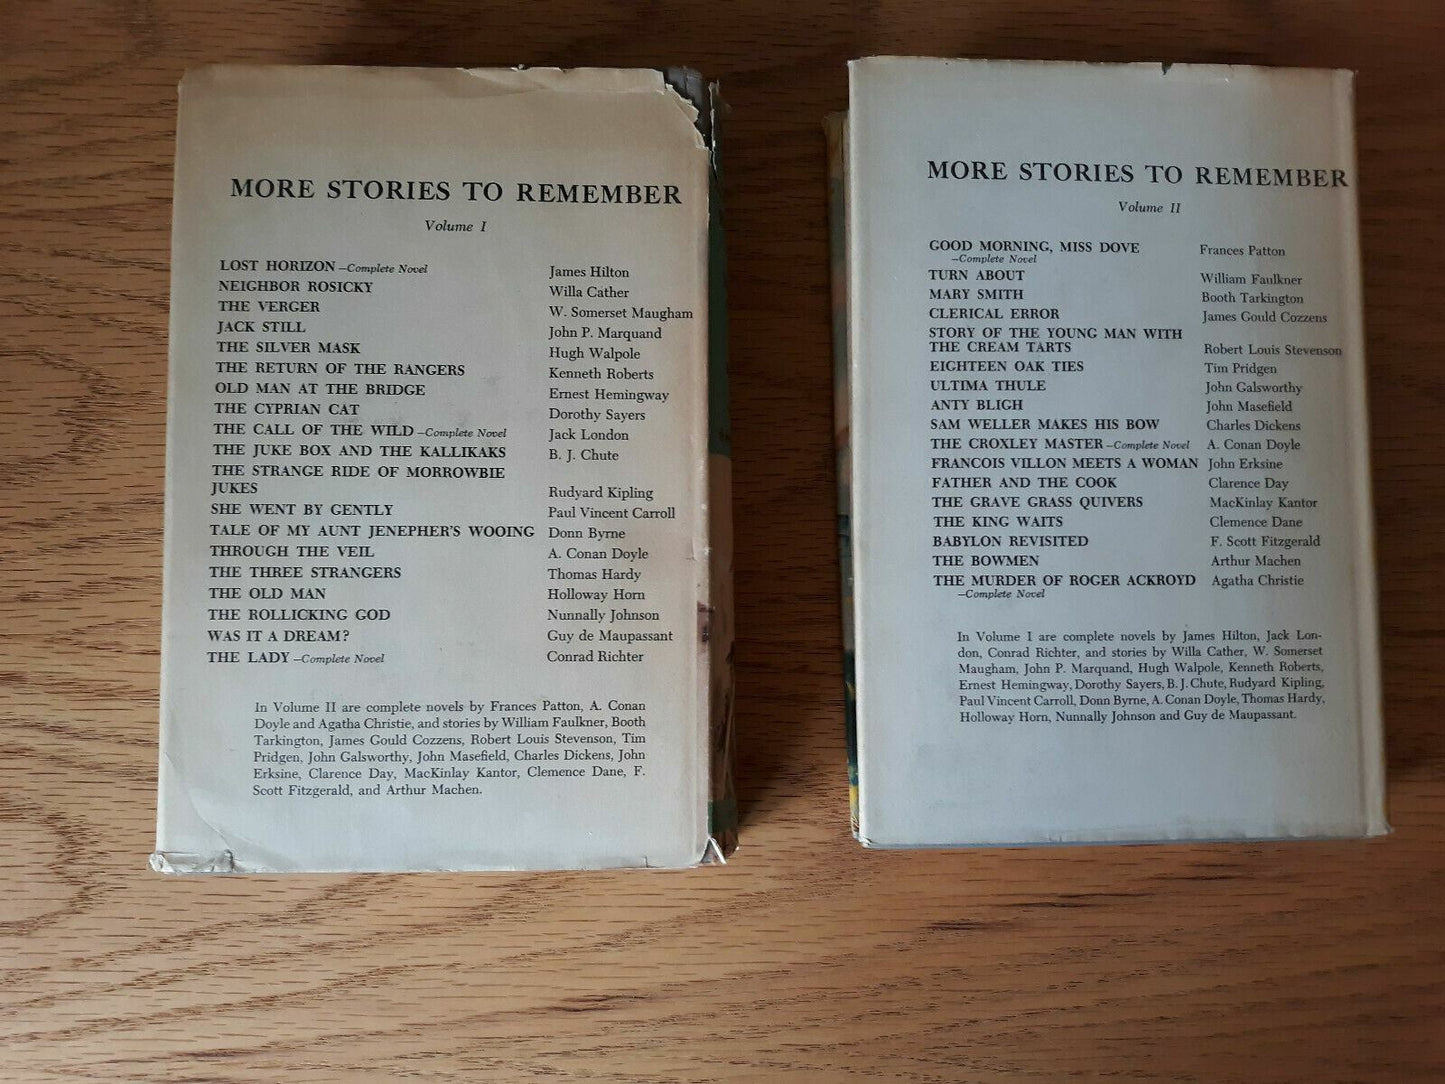 MORE STORIES TO REMEMBER
Volume I
LOST HORIZON—Complete Novel James Hilton
NEIGHBOR ROSICKY Willa Cather
THE VERGER W. Somerset Maugham
JACK STILL John P. Marquand
THE SILVER MASK Hugh Walpole
THE RETURN OF THE RANGERS Kenneth Roberts
OLD MAN AT THE BRIDGE Ernest Hemingway
THE CYPRIAN CAT Dorothy Sayers
THE CALL OF THE WILD—Complete Novel Jack London
THE JUKE BOX AND THE KALLIKAKS B. J. Chute
THE STRANGE RIDE OF MORROWBIE
JUKES Rudyard Kipling
SHE WENT BY GENTLY Paul Vincent Carroll
TALE OF MY AUNT JENEPHER'S WOOING Donn Byrne
THROUGH THE VEIL A. Conan Doyle
THE THREE STRANGERS Thomas Hardy
THE OLD MAN Holloway Horn
THE ROLLICKING GOD Nunnally Johnson
WAS IT A DREAM? Guy de Maupassant
THE LADY—Complete Novel Conrad Richter
In Volume II are complete novels by Frances Patton, A. Conan
Doyle and Agatha Christie, and stories by William Faulkner, Booth
Tarkington, James Gould Cozzens, Robert Louis Stevenson, Tim
Pridgen, John Galsworthy, John Masefield, Charles Dickens, John
Erksine, Clarence Day, MacKinlay Kantor, Clemence Dane, F.
Scott Fitzgerald, and Arthur Machen.
MORE STORIES TO REMEMBER
Volume II
GOOD MORNING, MISS DOVE Frances Patton
—Complete Novel
TURN ABOUT William Faulkner
MARY SMITH Booth Tarkington
CLERICAL ERROR James Gould Cozzens
STORY OF THE YOUNG MAN WITH
THE CREAM TARTS Robert Louis Stevenson
EIGHTEEN OAK TIES Tim Pridgen
ULTIMA THULE John Galsworthy
ANTY BLIGH John Masefield
SAM WELLER MAKES HIS BOW Charles Dickens
THE CROXLEY MASTER—Complete Novel A. Conan Doyle
FRANCOIS VILLON MEETS A WOMAN John Erksine
FATHER AND THE COOK Clarence Day
THE GRAVE GRASS QUIVERS MacKinlay Kantor
THE KING WAITS Clemence Dane
BABYLON REVISITED F. Scott Fitzgerald
THE BOWMEN Arthur Machen
THE MURDER OF ROGER ACKROYD Agatha Christie
—Complete Novel
In Volume I are complete novels by James Hilton, Jack Lon-
don, Conrad Richter, and stories by Willa Cather, W. Somerset
Maugham, John P. Marquand, Hugh Walpole, Kenneth Roberts,
Ernest Hemingway, Dorothy Sayers, B. J. Chute, Rudyard Kipling,
Paul Vincent Carroll, Donn Byrne, A. Conan Doyle, Thomas Hardy,
Holloway Horn, Nunnally Johnson and Guy de Maupassant.